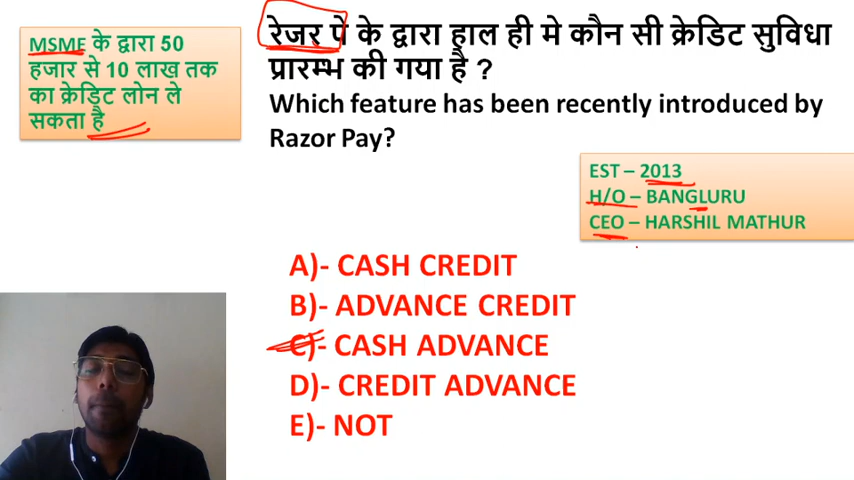 MSME के द्वारा 50
हजार से 10 लाख तक
का क्रेडिट लोन ले
सकता है
रेजर पे के द्वारा हाल ही मे कौन सी क्रेडिट सुविधा
प्रारम्भ की गया है ?
Which feature has been recently introduced by
Razor Pay?
EST – 2013
H/O – BANGLURU
CEO – HARSHIL MATHUR
A)- CASH CREDIT
B)- ADVANCE CREDIT
C)- CASH ADVANCE
D)- CREDIT ADVANCE
E)- NOT